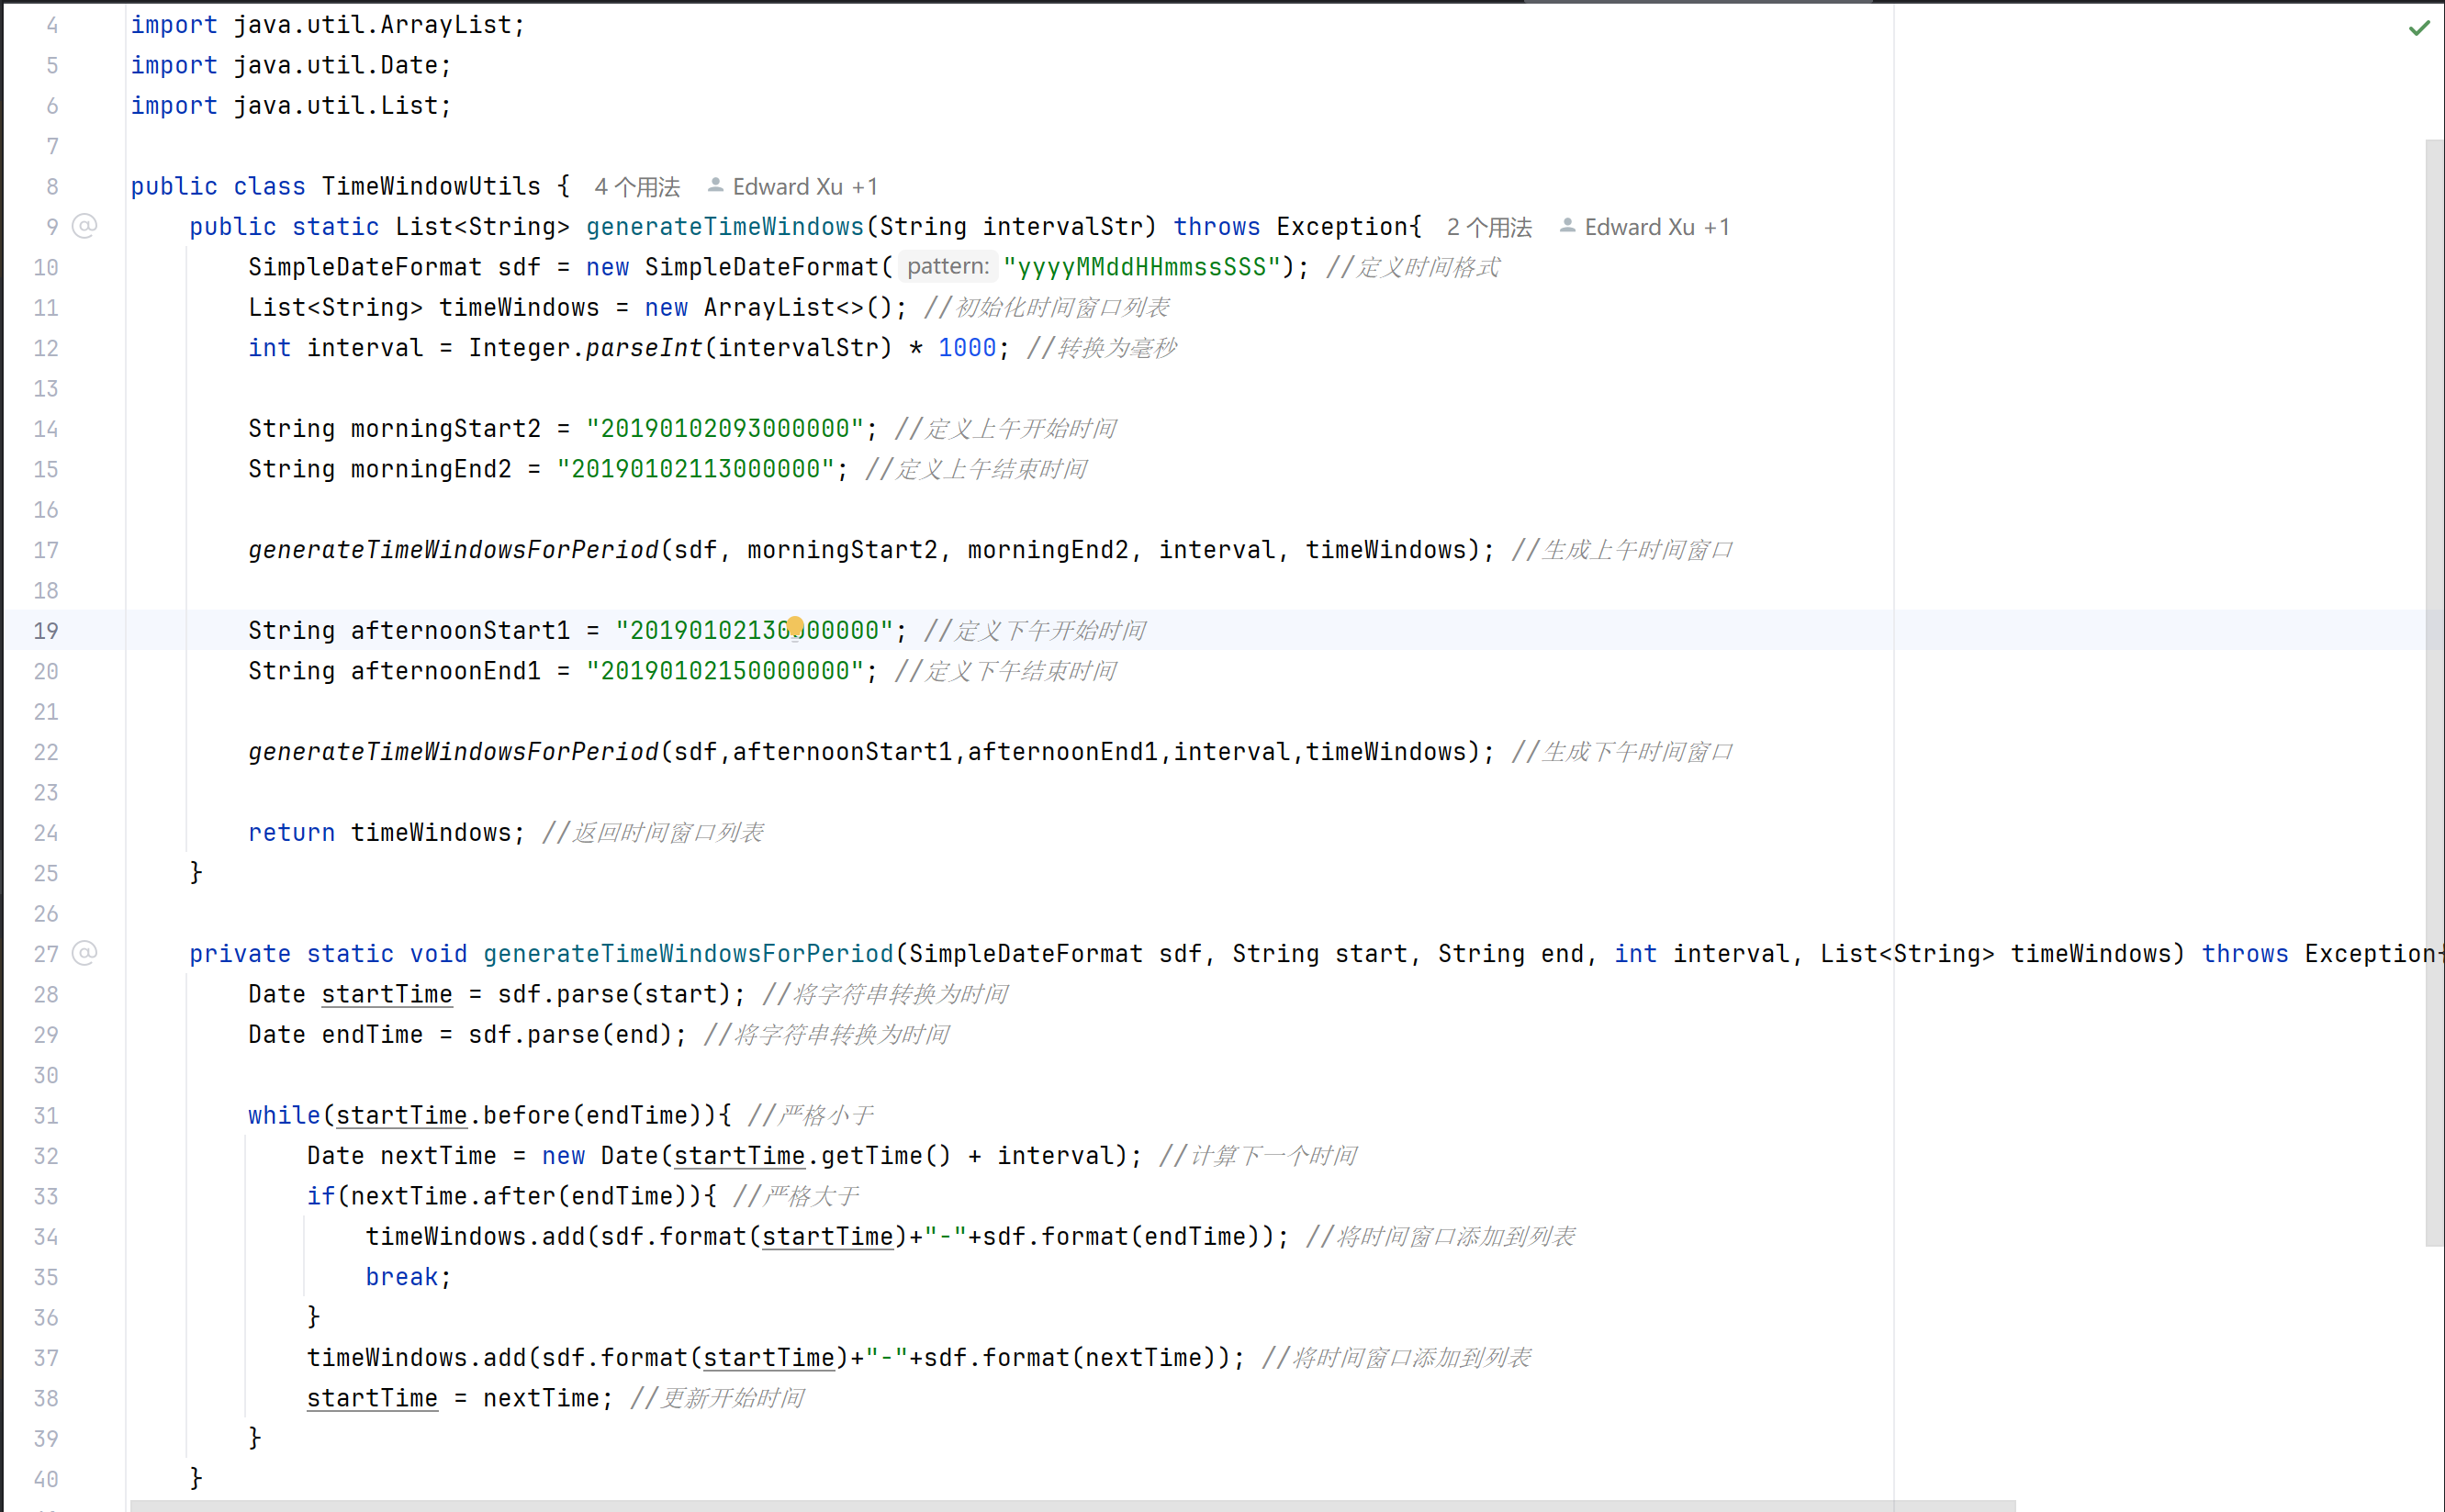 4 import java.util.ArrayList;
5 import java.util.Date;
6 import java.util.List;
7
8 public class TimeWindowUtils { 4 个用法 Edward Xu +1
9 @ public static List<String> generateTimeWindows(String intervalStr) throws Exception{ 2 个用法 Edward Xu +1
10 SimpleDateFormat sdf = new SimpleDateFormat( pattern: "yyyyMMddHHmmssSSS"); //定义时间格式
11 List<String> timeWindows = new ArrayList<>(); //初始化时间窗口列表
12 int interval = Integer.parseInt(intervalStr) * 1000; //转换为毫秒
13
14 String morningStart2 = "20190102093000000"; //定义上午开始时间
15 String morningEnd2 = "20190102113000000"; //定义上午结束时间
16
17 generateTimeWindowsForPeriod(sdf, morningStart2, morningEnd2, interval, timeWindows); //生成上午时间窗口
18
19 String afternoonStart1 = "20190102130000000"; //定义下午开始时间
20 String afternoonEnd1 = "20190102150000000"; //定义下午结束时间
21
22 generateTimeWindowsForPeriod(sdf,afternoonStart1,afternoonEnd1,interval,timeWindows); //生成下午时间窗口
23
24 return timeWindows; //返回时间窗口列表
25 }
26
27 @ private static void generateTimeWindowsForPeriod(SimpleDateFormat sdf, String start, String end, int interval, List<String> timeWindows) throws Exception{
28 Date startTime = sdf.parse(start); //将字符串转换为时间
29 Date endTime = sdf.parse(end); //将字符串转换为时间
30
31 while(startTime.before(endTime)){ //严格小于
32 Date nextTime = new Date(startTime.getTime() + interval); //计算下一个时间
33 if(nextTime.after(endTime)){ //严格大于
34 timeWindows.add(sdf.format(startTime)+"-"+sdf.format(endTime)); //将时间窗口添加到列表
35 break;
36 }
37 timeWindows.add(sdf.format(startTime)+"-"+sdf.format(nextTime)); //将时间窗口添加到列表
38 startTime = nextTime; //更新开始时间
39 }
40 }